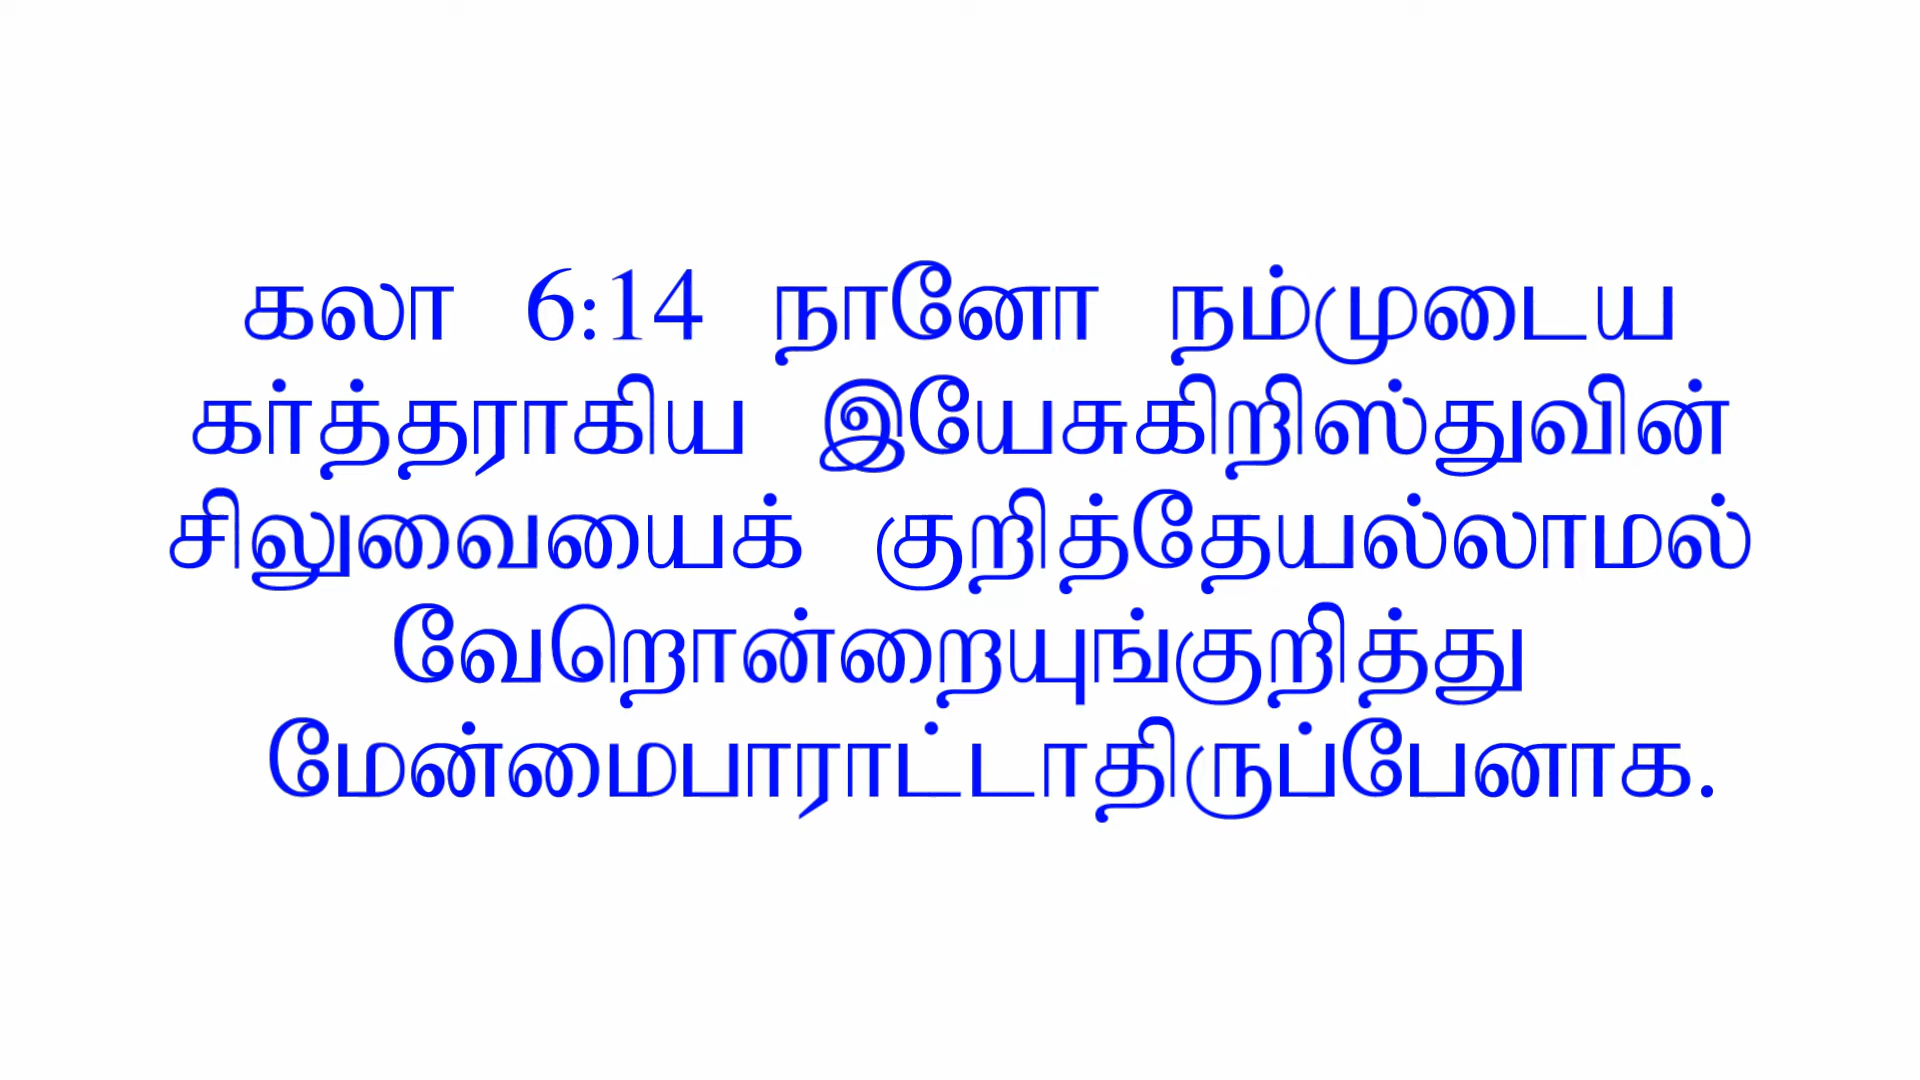 கலா 6:14 நானோ நம்முடைய
கர்த்தராகிய இயேசுகிறிஸ்துவின்
சிலுவையைக் குறித்தேயல்லாமல்
வேறொன்றையுங்குறித்து
மேன்மைபாராட்டாதிருப்பேனாக.